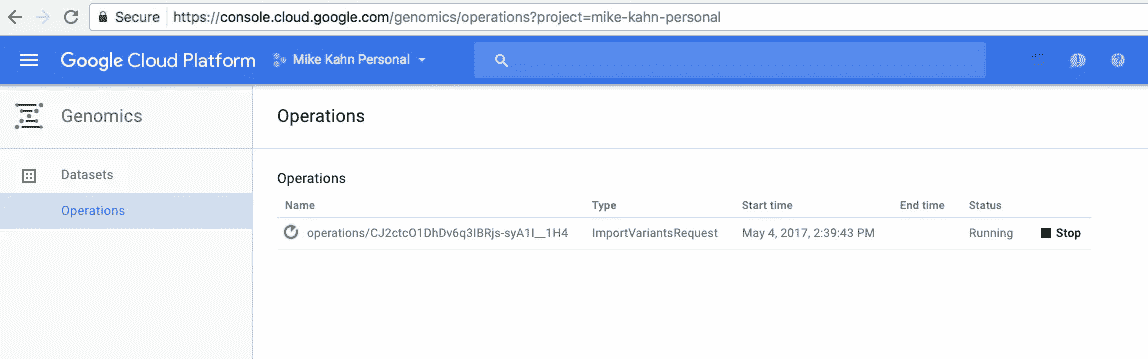 Secure https://console.cloud.google.com/genomics/operations?project=mike-kahn-personal
Google Cloud Platform Mike Kahn Personal
Genomics Operations
Datasets
Operations
Operations
Name Type Start time End time Status
operations/CJ2ctcO1DhDv6q3IBRjs-syA1I__1H4 ImportVariantsRequest May 4, 2017, 2:39:43 PM Running Stop